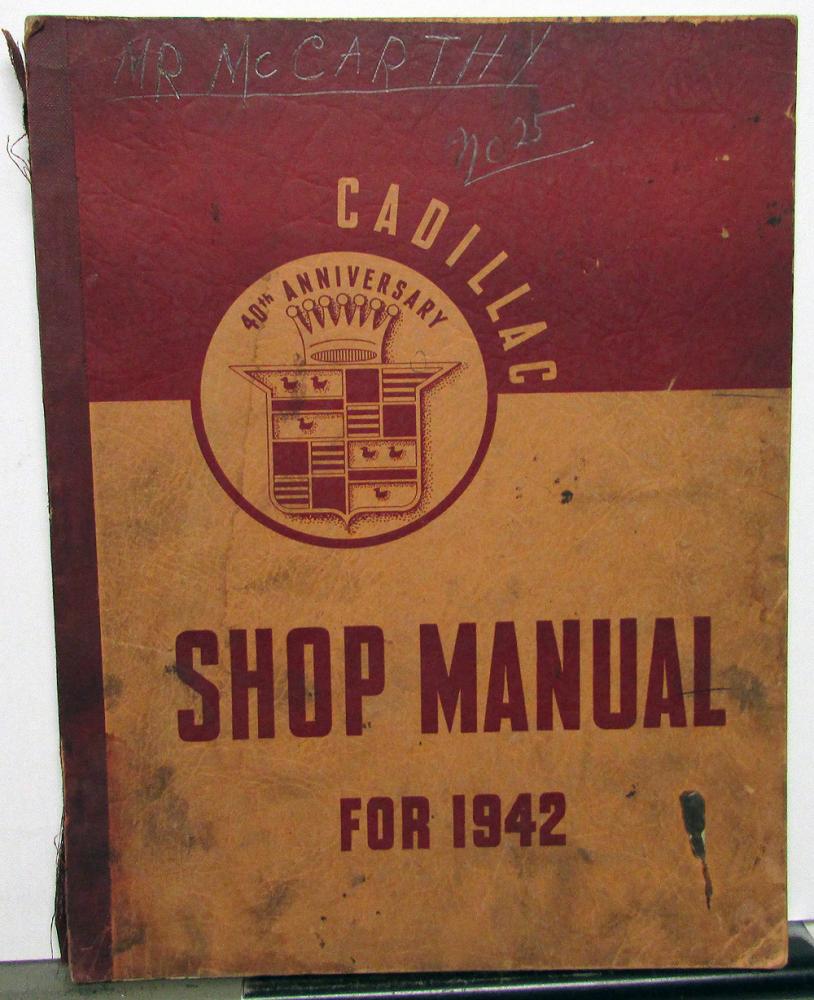 MR McCARTHY
no 25
CADILLAC
40th ANNIVERSARY
SHOP MANUAL
FOR 1942